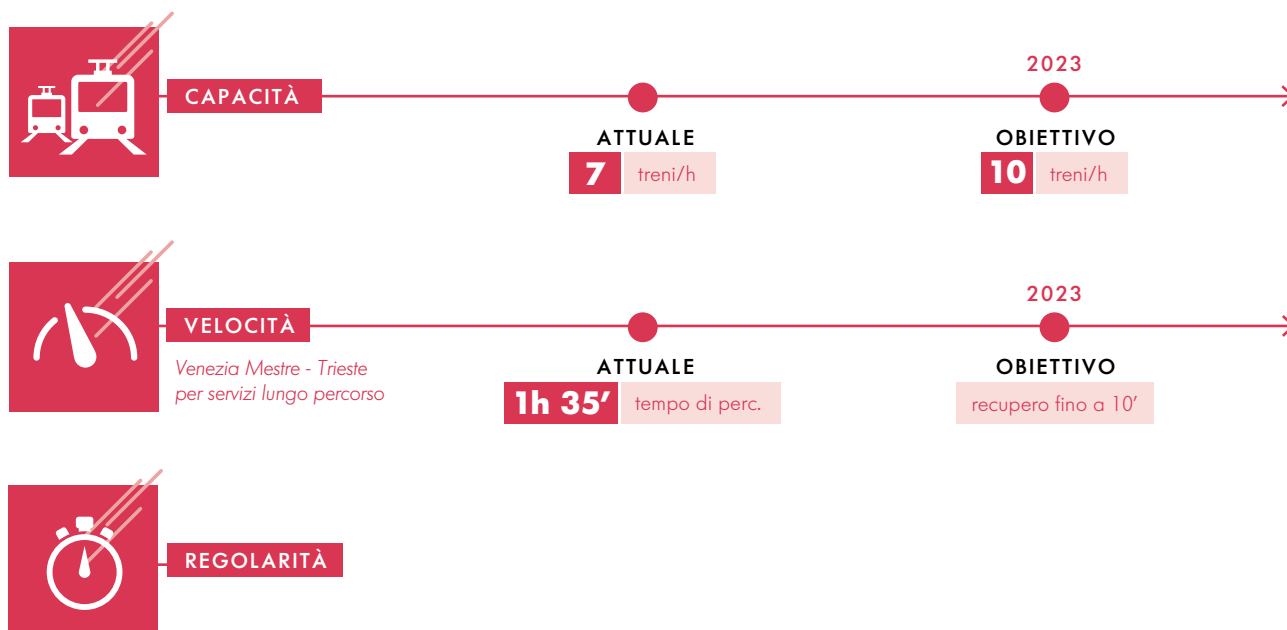 2023
CAPACITÀ
ATTUALE
OBIETTIVO
7 treni/h
10 treni/h
2023
VELOCITÀ
Venezia Mestre - Trieste
per servizi lungo percorso
ATTUALE
OBIETTIVO
1h 35’ tempo di perc.
recupero fino a 10’
REGOLARITÀ